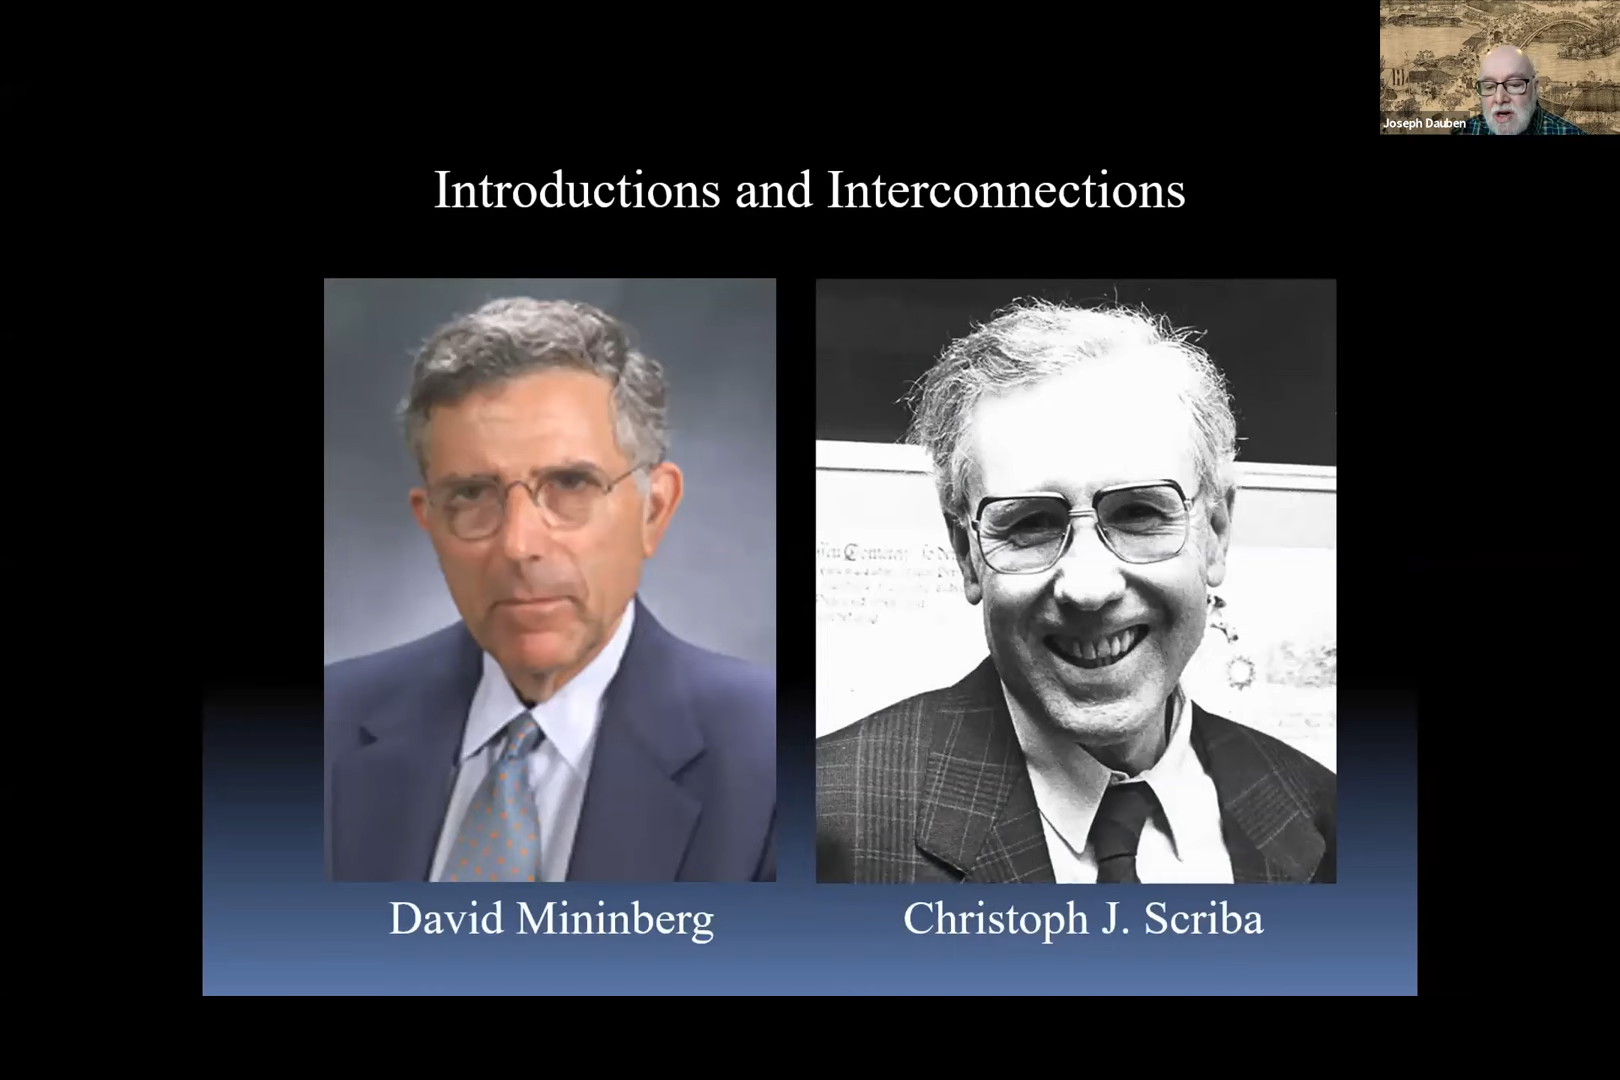 Joseph Dauben
Introductions and Interconnections
David Mininberg
Christoph J. Scriba